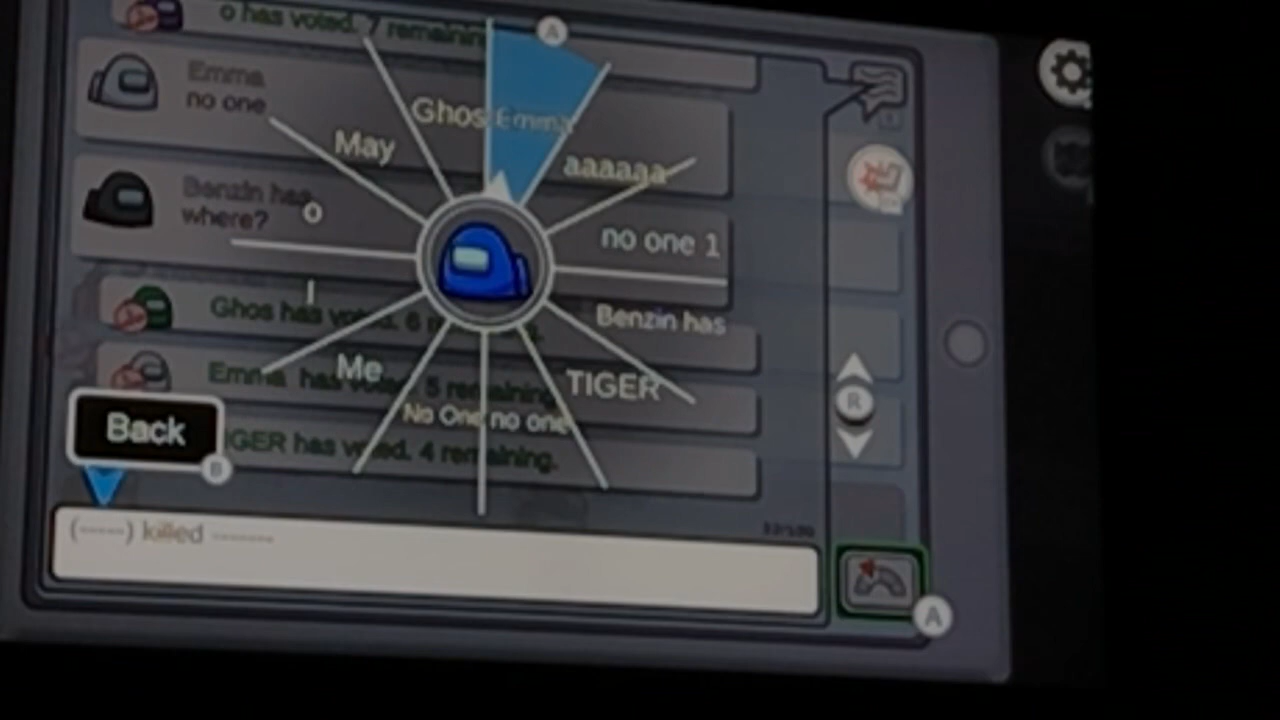 o has voted. 7 remaining
A
Emma
no one
Ghos
Emma
May
aaaaaa
Benzin has
where?
o
no one 1
I
Ghos has voted. 6
Benzin has
Me
TIGER
Emma has voted. 5 remaining
No One
no one
R
Back
B
TIGER has voted. 4 remaining.
(-----) killed ------
A